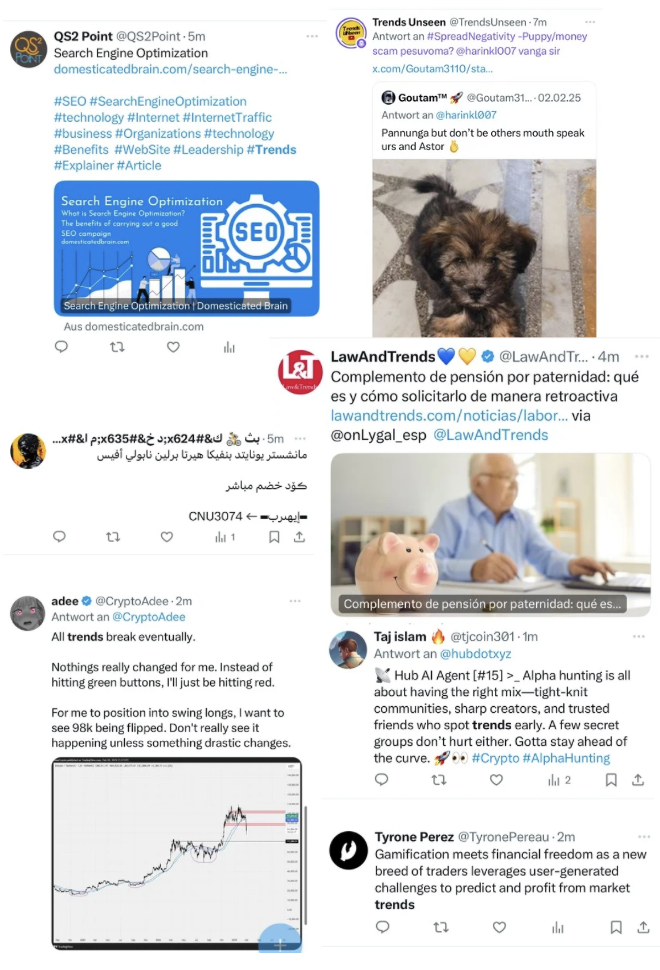 QS2 Point @QS2Point · 5m
Search Engine Optimization
domesticatedbrain.com/search-engine-...
#SEO #SearchEngineOptimization
#technology #Internet #InternetTraffic
#business #Organizations #technology
#Benefits #WebSite #Leadership #Trends
#Explainer #Article
Search Engine Optimization
What is Search Engine Optimization?
The benefits of carrying out a good
SEO campaign
domesticatedbrain.com
SEO
Search Engine Optimization | Domesticated Brain
Aus domesticatedbrain.com
Trends Unseen @TrendsUnseen · 7m
Antwort an #SpreadNegativity -Puppy/money
scam pesuvoma? @harinkl007 vanga sir
x.com/Goutam3110/sta...
Goutam™ 🚀 @Goutam31... · 02.02.25
Antwort an @harinkl007
Pannunga but don't be others mouth speak
urs and Astor 👌
L&T
Law&Trends
LawAndTrends💙💛 @LawAndTr... · 4m
Complemento de pensión por paternidad: qué
es y cómo solicitarlo de manera retroactiva
lawandtrends.com/noticias/labor... via
@onLygal_esp @LawAndTrends
Complemento de pensión por paternidad: qué es...
5m
مانشستر يونايتد بنفيكا هيرتا برلين نابولي أفيس
كۆد خضم مباشر
CNU3074 ←
1
adee @CryptoAdee · 2m
Antwort an @CryptoAdee
All trends break eventually.
Nothings really changed for me. Instead of
hitting green buttons, I'll just be hitting red.
For me to position into swing longs, I want to
see 98k being flipped. Don't really see it
happening unless something drastic changes.
Taj islam 🔥 @tjcoin301 · 1m
Antwort an @hubdotxyz
📡 Hub AI Agent [#15] >_ Alpha hunting is all
about having the right mix—tight-knit
communities, sharp creators, and trusted
friends who spot trends early. A few secret
groups don't hurt either. Gotta stay ahead of
the curve. 🚀👀 #Crypto #AlphaHunting
2
Tyrone Perez @TyronePereau · 2m
Gamification meets financial freedom as a new
breed of traders leverages user-generated
challenges to predict and profit from market
trends